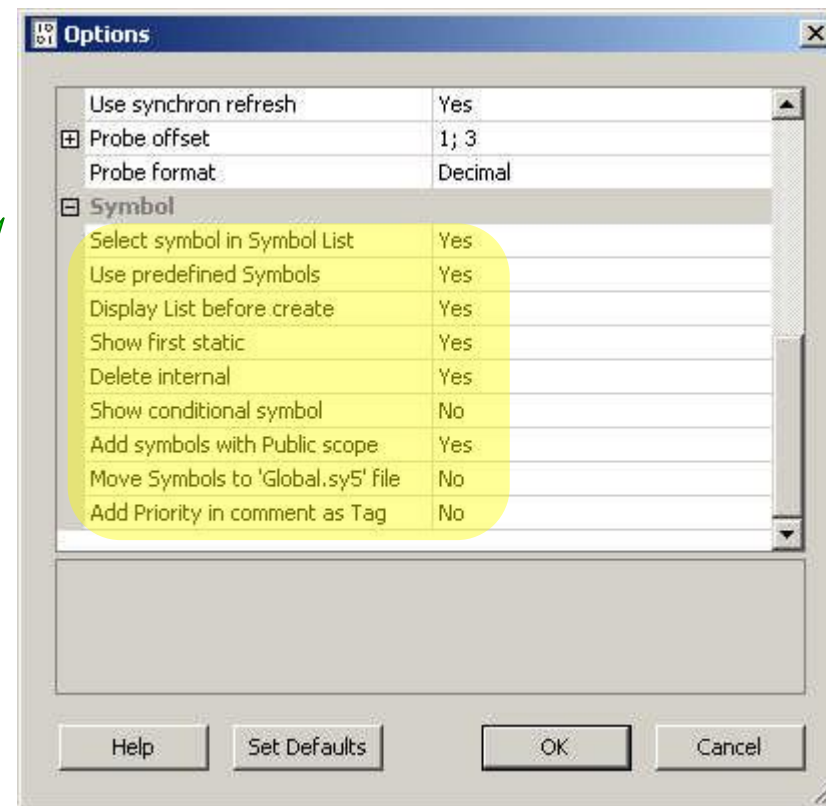 Options
Use synchron refresh Yes
Probe offset 1; 3
Probe format Decimal
Symbol
Select symbol in Symbol List Yes
Use predefined Symbols Yes
Display List before create Yes
Show first static Yes
Delete internal Yes
Show conditional symbol No
Add symbols with Public scope Yes
Move Symbols to 'Global.sy5' file No
Add Priority in comment as Tag No
Help Set Defaults OK Cancel